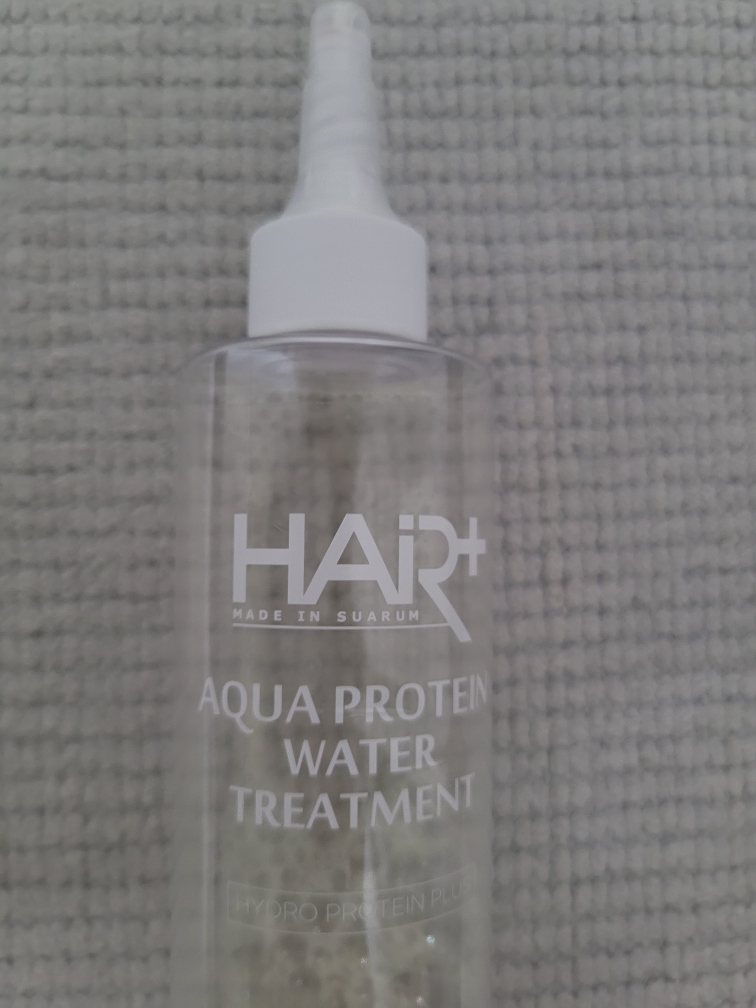 HAiR+
MADE IN SUARUM
AQUA PROTEIN
WATER
TREATMENT
HYDRO PROTEIN PLUS